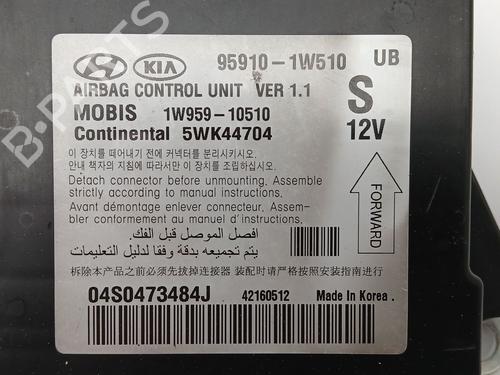 HYUNDAI KIA 95910-1W510 UB
AIRBAG CONTROL UNIT VER 1.1 S
MOBIS 1W959-10510
Continental 5WK44704 12V
이 장치를 떼어내기 전에 커넥터를 분리시키시오.
안내 책자의 지침에 따라 다시 이 장치를 조립하십시오.
Detach connector before unmounting. Assemble
strictly according to manual instructions.
Avant démontage enlever connecteur. Assem-
bler conformement au manuel d'instructions.
افصل الموصل قبل الفك.
يتم تجميعه بدقة وفقا لدليل التعليمات
拆除本产品之前必须先拔掉连接器 装配时请严格按照安装指南进行
FORWARD
04S0473484J 42160512 Made in Korea.
B-PARTS